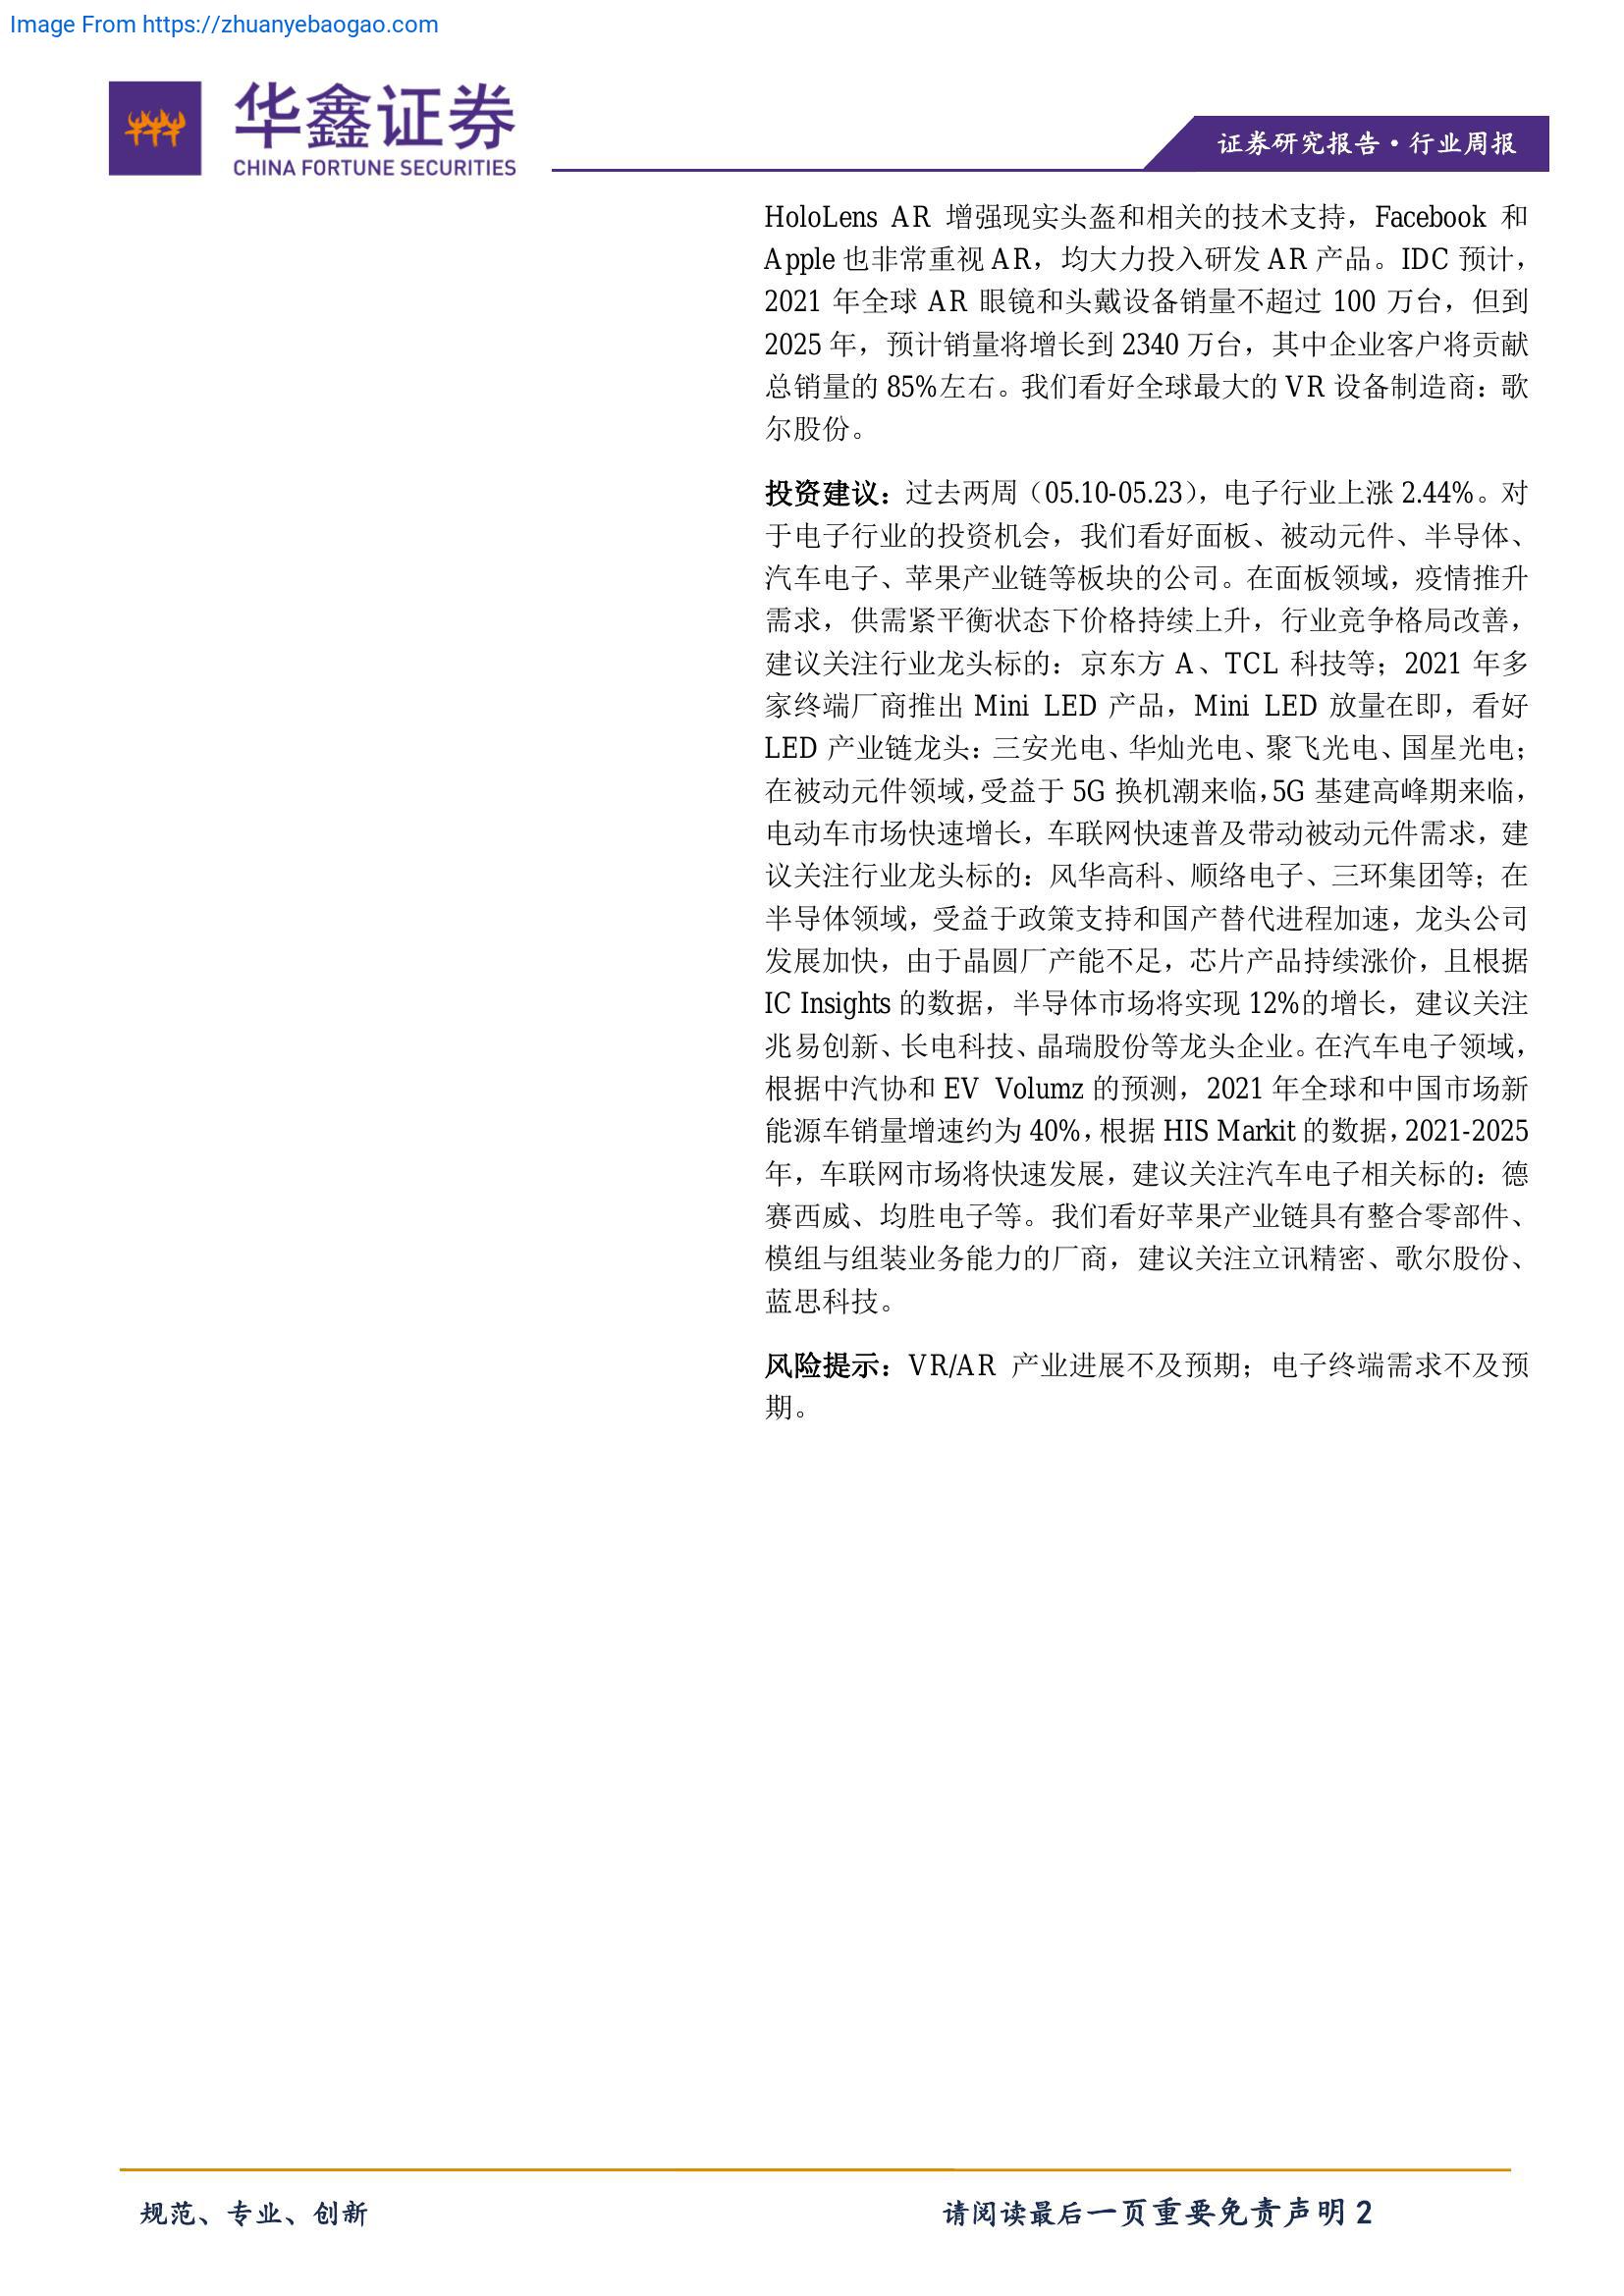 Image From https://zhuanyebaogao.com
华鑫证券
CHINA FORTUNE SECURITIES
证券研究报告·行业周报
HoloLens AR 增强现实头盔和相关的技术支持，Facebook 和
Apple 也非常重视 AR，均大力投入研发 AR 产品。IDC 预计，
2021 年全球 AR 眼镜和头戴设备销量不超过 100 万台，但到
2025 年，预计销量将增长到 2340 万台，其中企业客户将贡献
总销量的 85%左右。我们看好全球最大的 VR 设备制造商：歌
尔股份。
投资建议：过去两周（05.10-05.23），电子行业上涨 2.44%。对
于电子行业的投资机会，我们看好面板、被动元件、半导体、
汽车电子、苹果产业链等板块的公司。在面板领域，疫情推升
需求，供需紧平衡状态下价格持续上升，行业竞争格局改善，
建议关注行业龙头标的：京东方 A、TCL 科技等；2021 年多
家终端厂商推出 Mini LED 产品，Mini LED 放量在即，看好
LED 产业链龙头：三安光电、华灿光电、聚飞光电、国星光电；
在被动元件领域，受益于 5G 换机潮来临，5G 基建高峰期来临，
电动车市场快速增长，车联网快速普及带动被动元件需求，建
议关注行业龙头标的：风华高科、顺络电子、三环集团等；在
半导体领域，受益于政策支持和国产替代进程加速，龙头公司
发展加快，由于晶圆厂产能不足，芯片产品持续涨价，且根据
IC Insights 的数据，半导体市场将实现 12%的增长，建议关注
兆易创新、长电科技、晶瑞股份等龙头企业。在汽车电子领域，
根据中汽协和 EV Volumz 的预测，2021 年全球和中国市场新
能源车销量增速约为 40%，根据 HIS Markit 的数据，2021-2025
年，车联网市场将快速发展，建议关注汽车电子相关标的：德
赛西威、均胜电子等。我们看好苹果产业链具有整合零部件、
模组与组装业务能力的厂商，建议关注立讯精密、歌尔股份、
蓝思科技。
风险提示：VR/AR 产业进展不及预期；电子终端需求不及预
期。
规范、专业、创新
请阅读最后一页重要免责声明 2